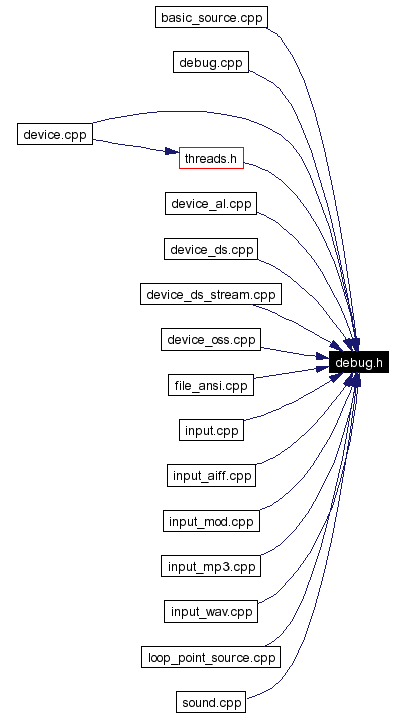 basic_source.cpp
debug.cpp
device.cpp
threads.h
device_al.cpp
device_ds.cpp
device_ds_stream.cpp
device_oss.cpp
debug.h
file_ansi.cpp
input.cpp
input_aiff.cpp
input_mod.cpp
input_mp3.cpp
input_wav.cpp
loop_point_source.cpp
sound.cpp